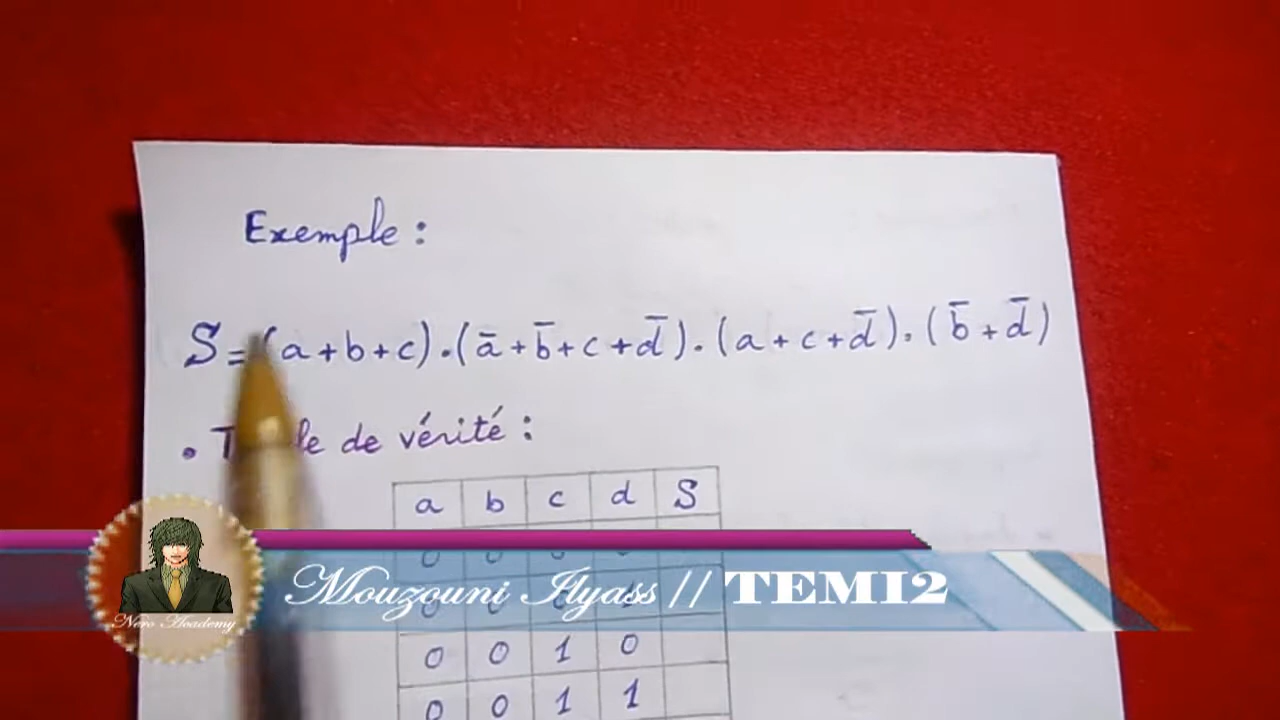 Exemple :
S = (a + b + c) . (ā + b̄ + c + d̄) . (a + c + d̄) . (b̄ + d̄)
de vérité :
a b c d S
Mouzouni Ilyass // TEMI2
Nero Academy
0 0 1 0
0 0 1 1